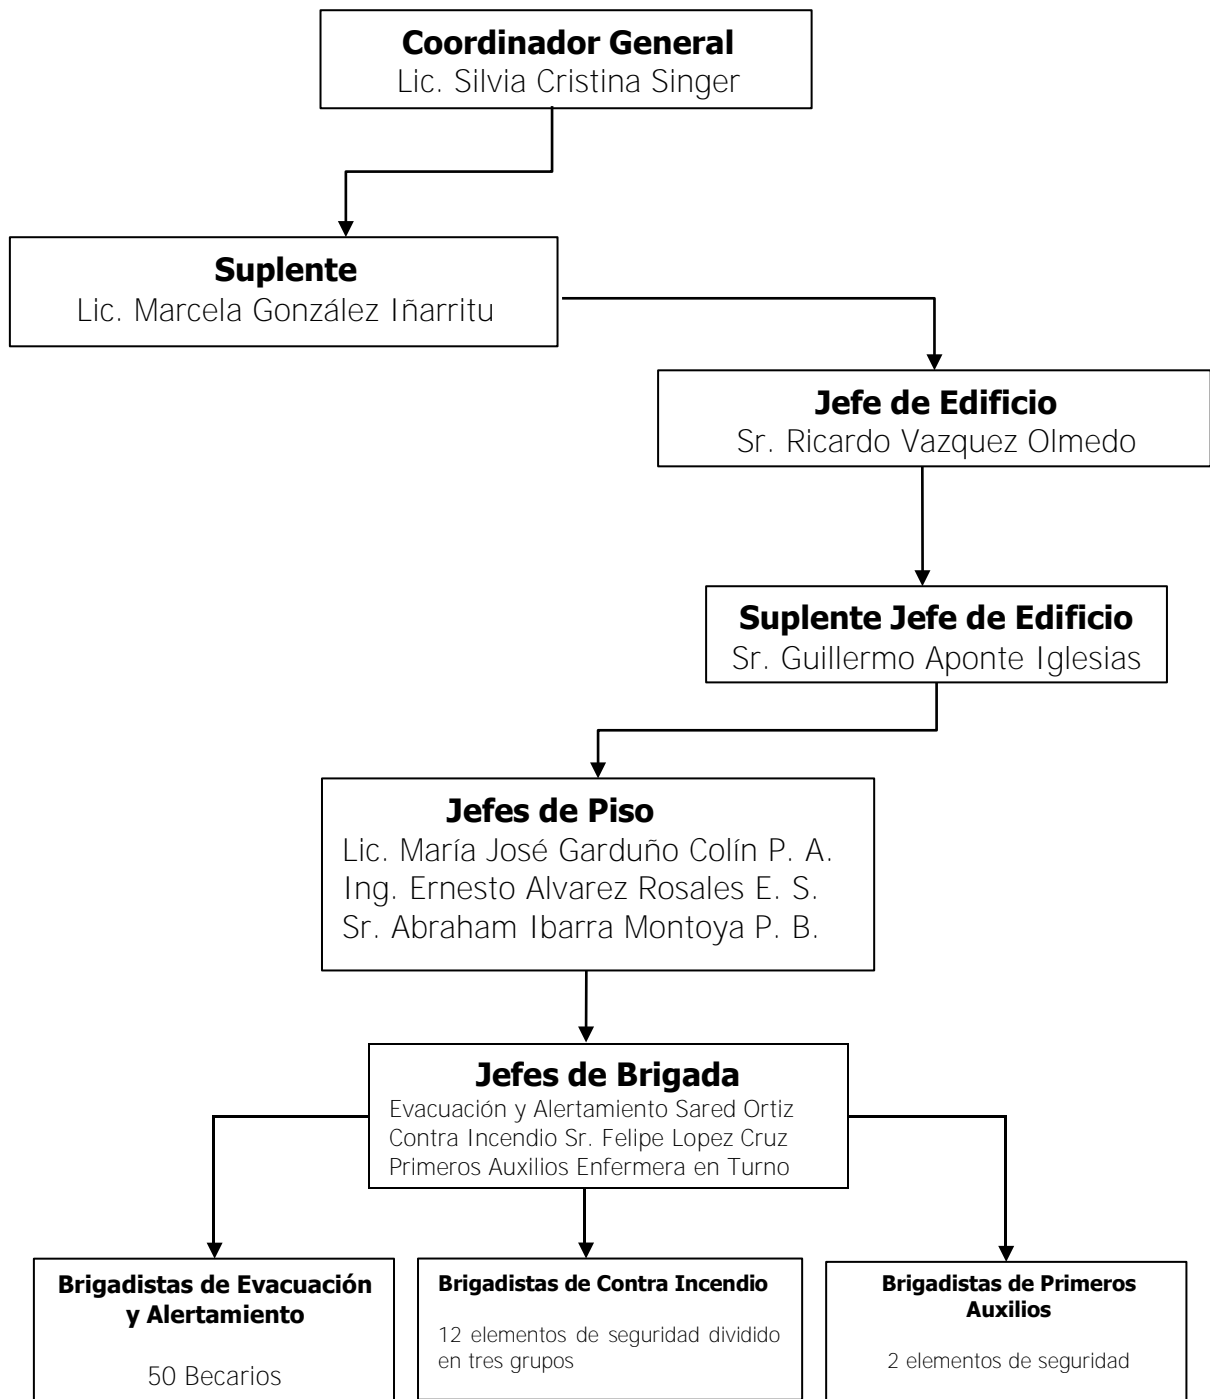 Coordinador General
Lic. Silvia Cristina Singer
Suplente
Lic. Marcela González Iñarritu
Jefe de Edificio
Sr. Ricardo Vazquez Olmedo
Suplente Jefe de Edificio
Sr. Guillermo Aponte Iglesias
Jefes de Piso
Lic. María José Garduño Colín P. A.
Ing. Ernesto Alvarez Rosales E. S.
Sr. Abraham Ibarra Montoya P. B.
Jefes de Brigada
Evacuación y Alertamiento Sared Ortiz
Contra Incendio Sr. Felipe Lopez Cruz
Primeros Auxilios Enfermera en Turno
Brigadistas de Evacuación
y Alertamiento
50 Becarios
Brigadistas de Contra Incendio
12 elementos de seguridad dividido
en tres grupos
Brigadistas de Primeros
Auxilios
2 elementos de seguridad